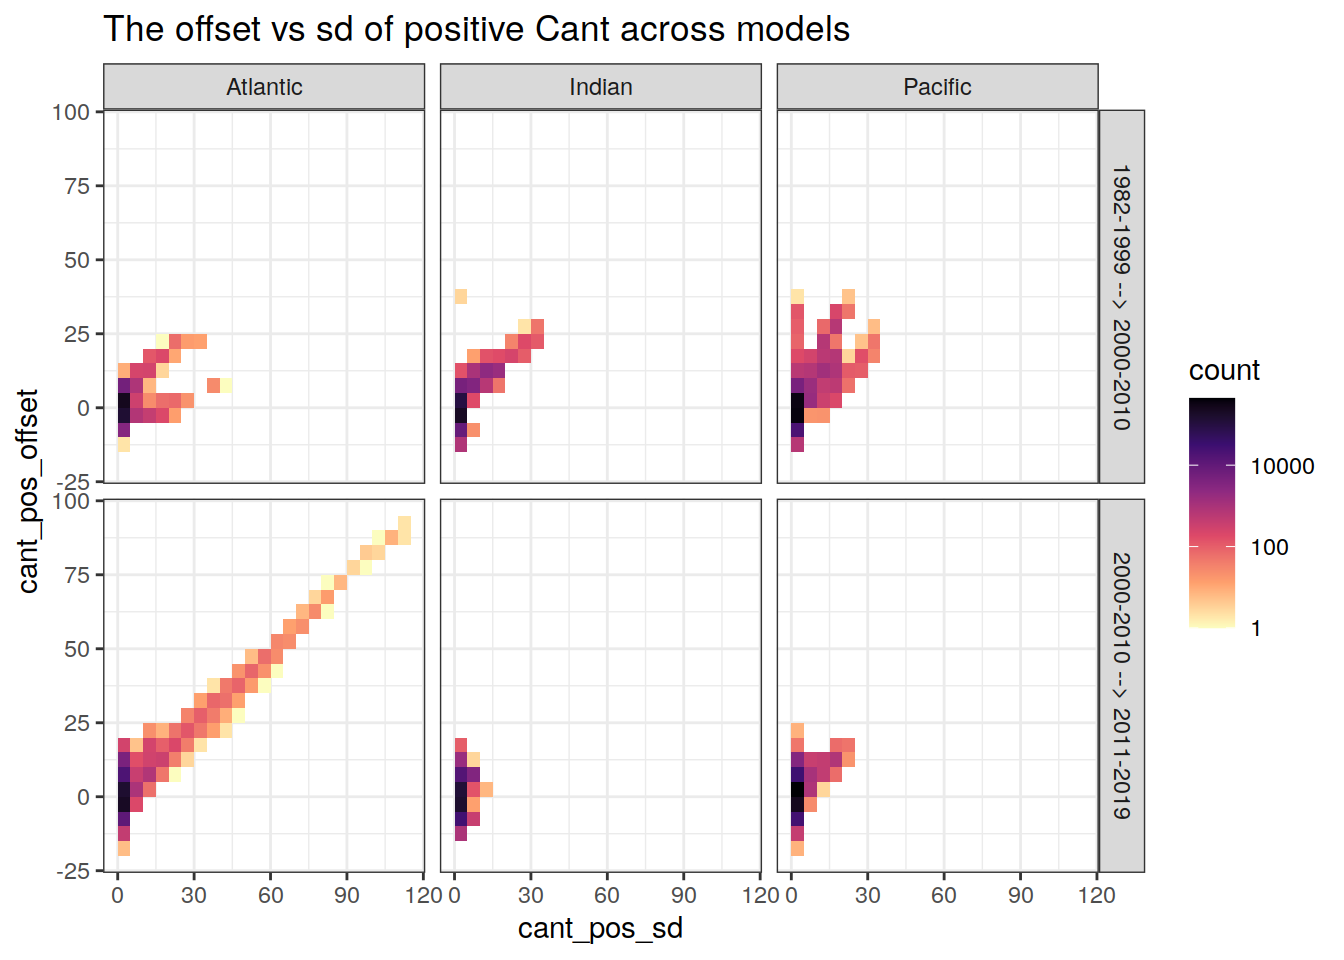 The offset vs sd of positive Cant across models
Atlantic
Indian
Pacific
100
75
50
25
0
-25
1982-1999 --> 2000-2010
100
75
50
25
0
-25
2000-2010 --> 2011-2019
cant_pos_offset
0 30 60 90 120
0 30 60 90 120
0 30 60 90 120
cant_pos_sd
count
10000
100
1